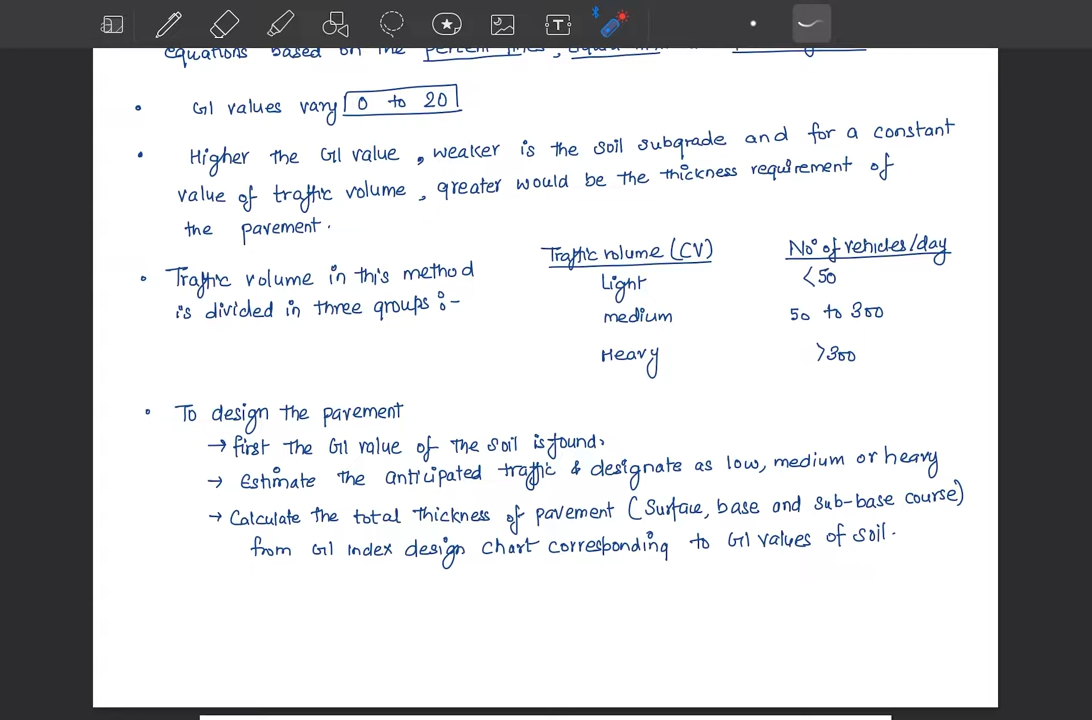 equations based on the percent fines, liquid limit
GI values vary 0 to 20
Higher the GI value, weaker is the soil subgrade and for a constant
value of traffic volume, greater would be the thickness requirement of
the pavement.
Traffic volume (CV) No° of vehicles/day
Traffic volume in this method
is divided in three groups :-
Light <50
medium 50 to 300
Heavy >300
To design the pavement
→ first the GI value of the soil is found,
→ Estimate the anticipated traffic & designate as low, medium or heavy
→ Calculate the total thickness of pavement (Surface, base and sub-base course)
from GI index design chart corresponding to GI values of soil.